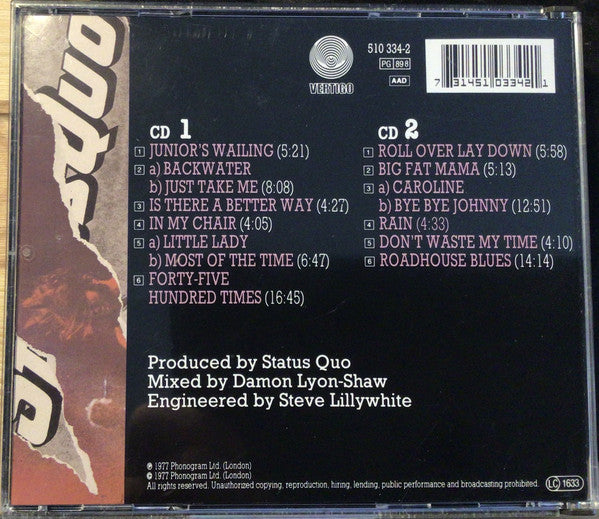 QUO
VERTIGO
510 334-2
PG 898
AAD
7 31451 03342 1
CD 1
1 JUNIOR'S WAILING (5:21)
2 a) BACKWATER
b) JUST TAKE ME (8:08)
3 IS THERE A BETTER WAY (4:27)
4 IN MY CHAIR (4:05)
5 a) LITTLE LADY
b) MOST OF THE TIME (6:47)
6 FORTY-FIVE
HUNDRED TIMES (16:45)
CD 2
1 ROLL OVER LAY DOWN (5:58)
2 BIG FAT MAMA (5:13)
3 a) CAROLINE
b) BYE BYE JOHNNY (12:51)
4 RAIN (4:33)
5 DON'T WASTE MY TIME (4:10)
6 ROADHOUSE BLUES (14:14)
Produced by Status Quo
Mixed by Damon Lyon-Shaw
Engineered by Steve Lillywhite
℗ 1977 Phonogram Ltd. (London)
© 1977 Phonogram Ltd. (London)
All rights reserved. Unauthorized copying, reproduction, hiring, lending, public performance and broadcasting prohibited.
LC 1633